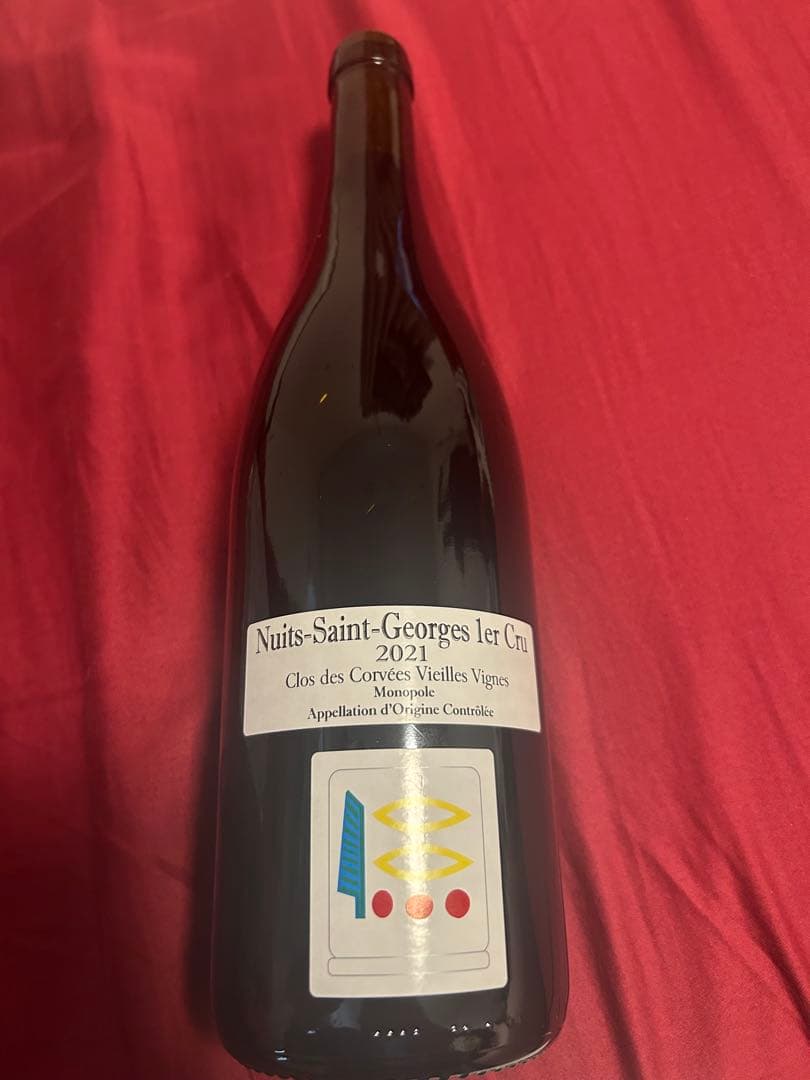 Nuits-Saint-Georges 1er Cru
2021
Clos des Corvées Vieilles Vignes
Monopole
Appellation d'Origine Contrôlée